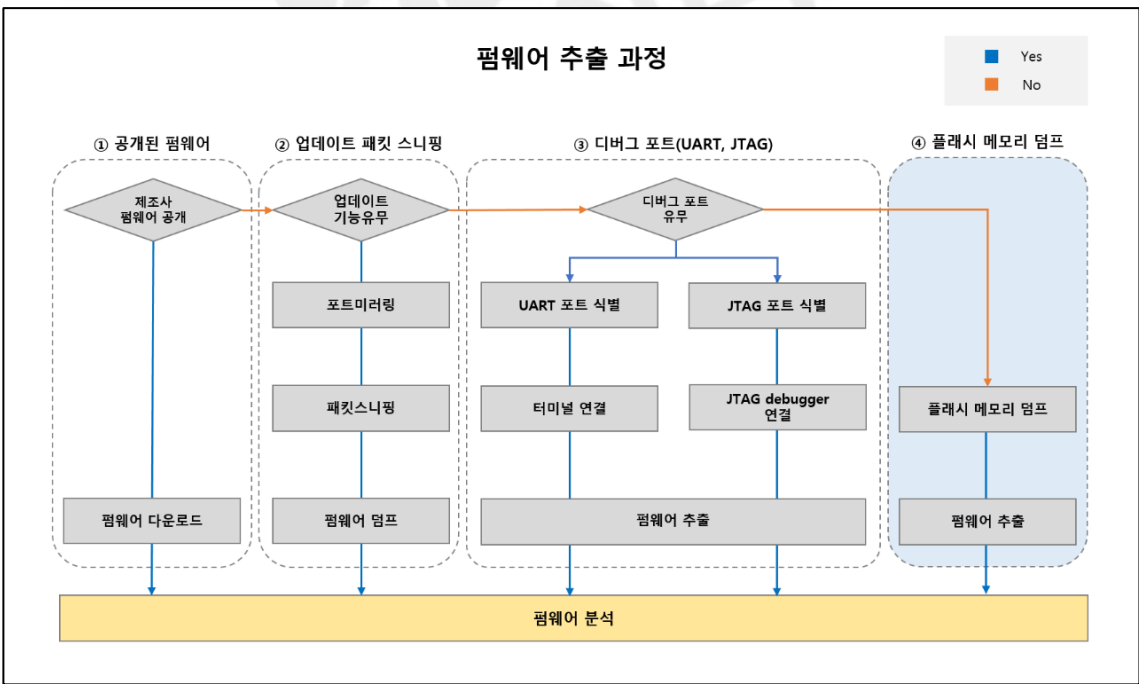 펌웨어 추출 과정
Yes
No
① 공개된 펌웨어
② 업데이트 패킷 스니핑
③ 디버그 포트(UART, JTAG)
④ 플래시 메모리 덤프
제조사
펌웨어 공개
업데이트
기능유무
디버그 포트
유무
포트미러링
UART 포트 식별
JTAG 포트 식별
패킷스니핑
터미널 연결
JTAG debugger
연결
플래시 메모리 덤프
펌웨어 다운로드
펌웨어 덤프
펌웨어 추출
펌웨어 추출
펌웨어 분석